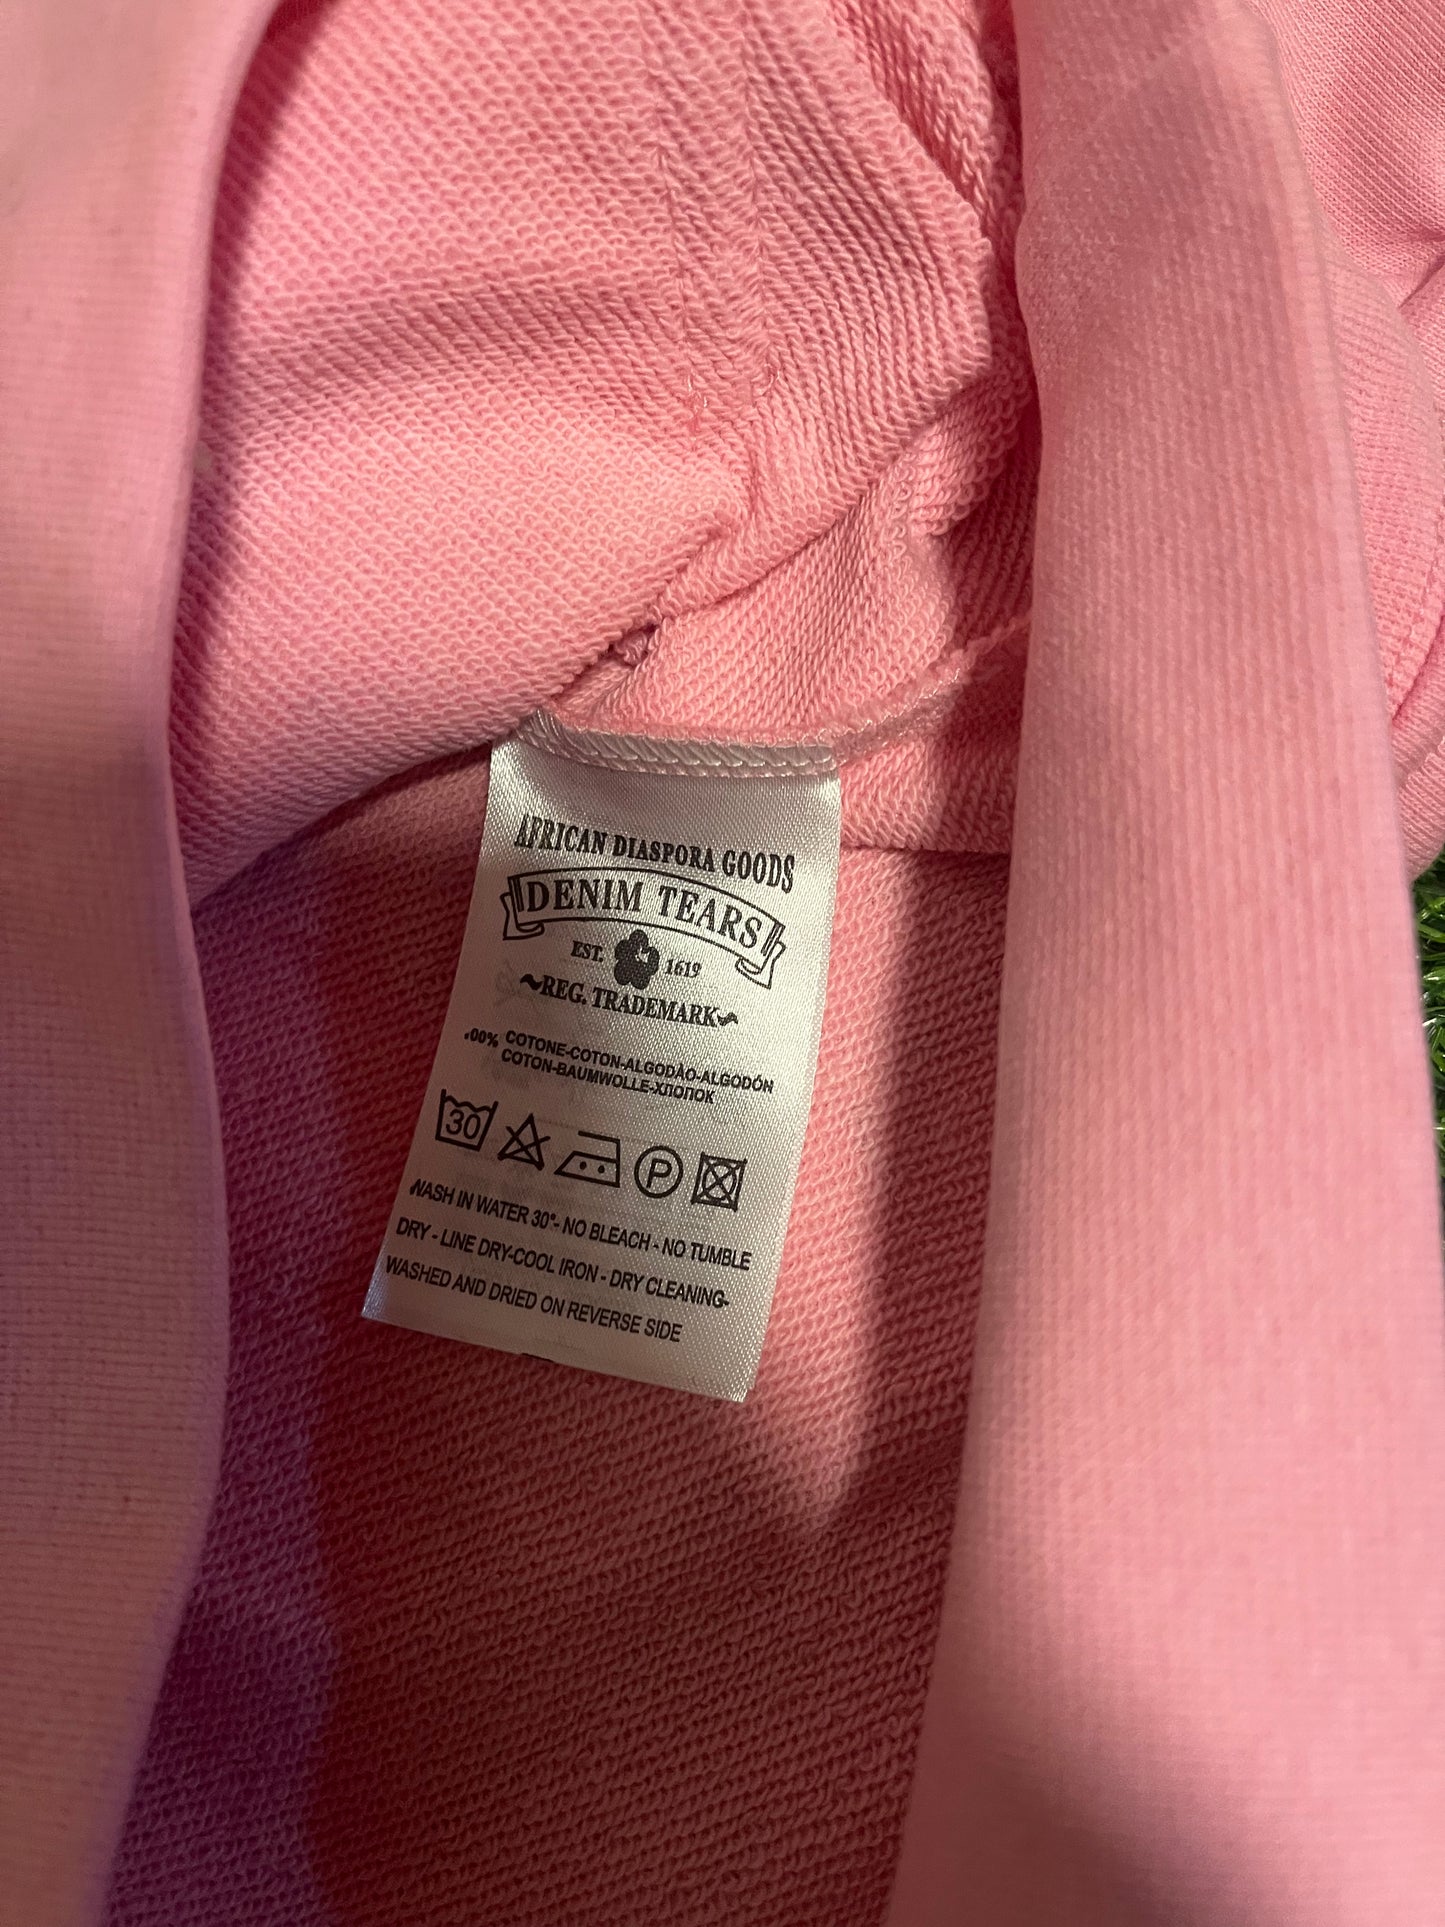 AFRICAN DIASPORA GOODS
DENIM TEARS
EST. 1619
~REG. TRADEMARK~
.00% COTONE-COTON-ALGODÃO-ALGODÓN
COTON-BAUMWOLLE-ХЛОПОК
30 P
WASH IN WATER 30°- NO BLEACH - NO TUMBLE
DRY - LINE DRY-COOL IRON - DRY CLEANING-
WASHED AND DRIED ON REVERSE SIDE